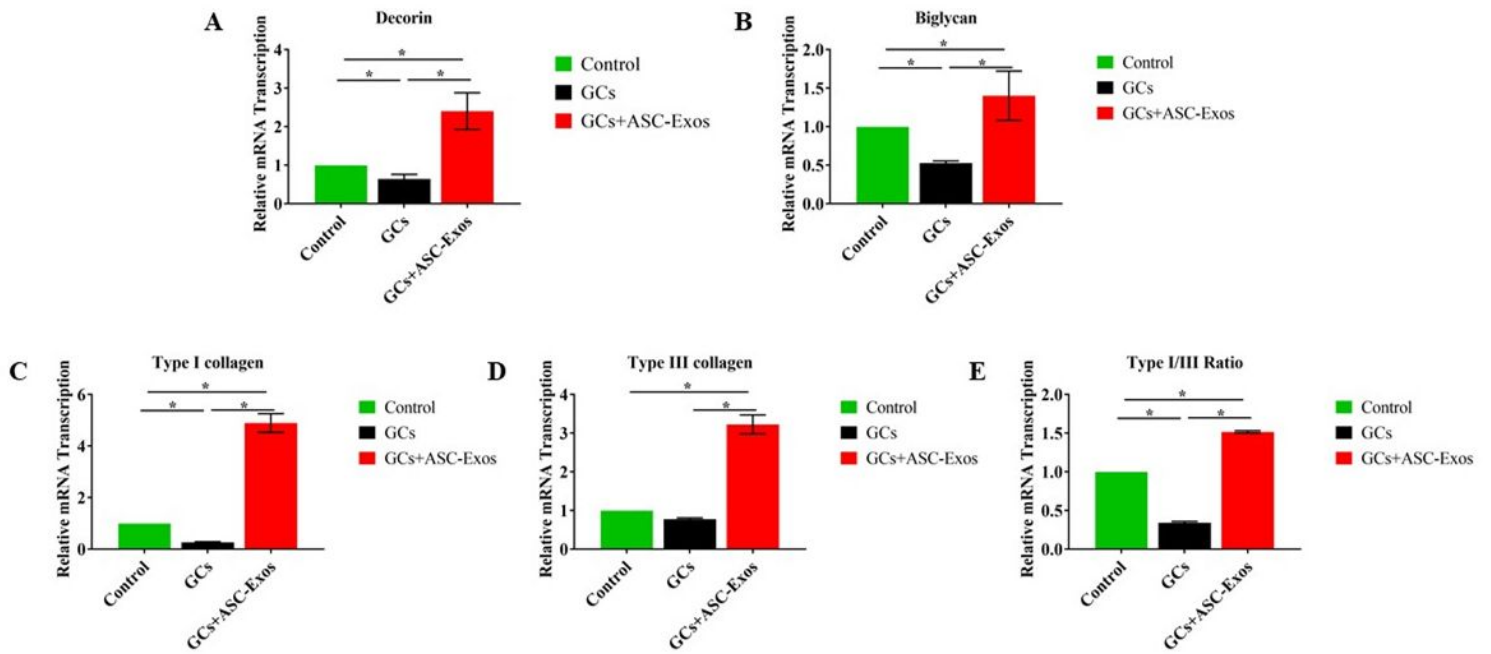 A
Decorin
Relative mRNA Transcription
4
3
2
1
0
*
*
*
Control
GCs
GCs+ASC-Exos
Control
GCs
GCs+ASC-Exos
B
Biglycan
Relative mRNA Transcription
2.0
1.5
1.0
0.5
0.0
*
*
*
Control
GCs
GCs+ASC-Exos
Control
GCs
GCs+ASC-Exos
C
Type I collagen
Relative mRNA Transcription
6
4
2
0
*
*
*
Control
GCs
GCs+ASC-Exos
Control
GCs
GCs+ASC-Exos
D
Type III collagen
Relative mRNA Transcription
4
3
2
1
0
*
*
Control
GCs
GCs+ASC-Exos
Control
GCs
GCs+ASC-Exos
E
Type I/III Ratio
Relative mRNA Transcription
2.0
1.5
1.0
0.5
0.0
*
*
*
Control
GCs
GCs+ASC-Exos
Control
GCs
GCs+ASC-Exos